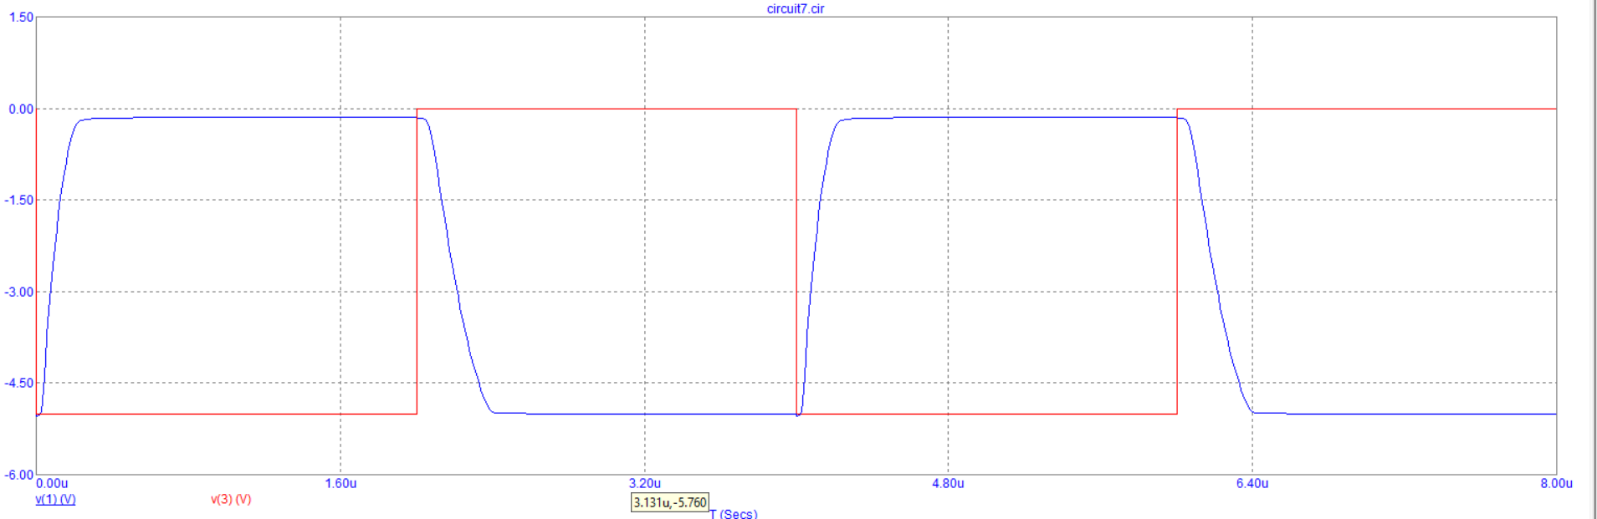 circuit7.cir
1.50
0.00
-1.50
-3.00
-4.50
-6.00
0.00u 1.60u 3.20u 4.80u 6.40u 8.00u
v(1) (V) v(3) (V) 3.131u,-5.760
T (Secs)